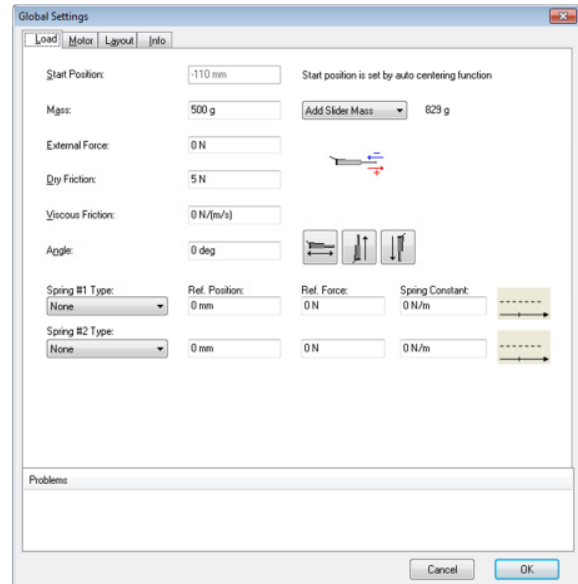 Global Settings
Load Motor Layout Info
Start Position: -110 mm Start position is set by auto centering function
Mass: 500 g Add Slider Mass 829 g
External Force: 0 N
Dry Friction: 5 N
Viscous Friction: 0 N/(m/s)
Angle: 0 deg
Spring #1 Type: Ref. Position: Ref. Force: Spring Constant:
None 0 mm 0 N 0 N/m
Spring #2 Type:
None 0 mm 0 N 0 N/m
Problems
Cancel OK